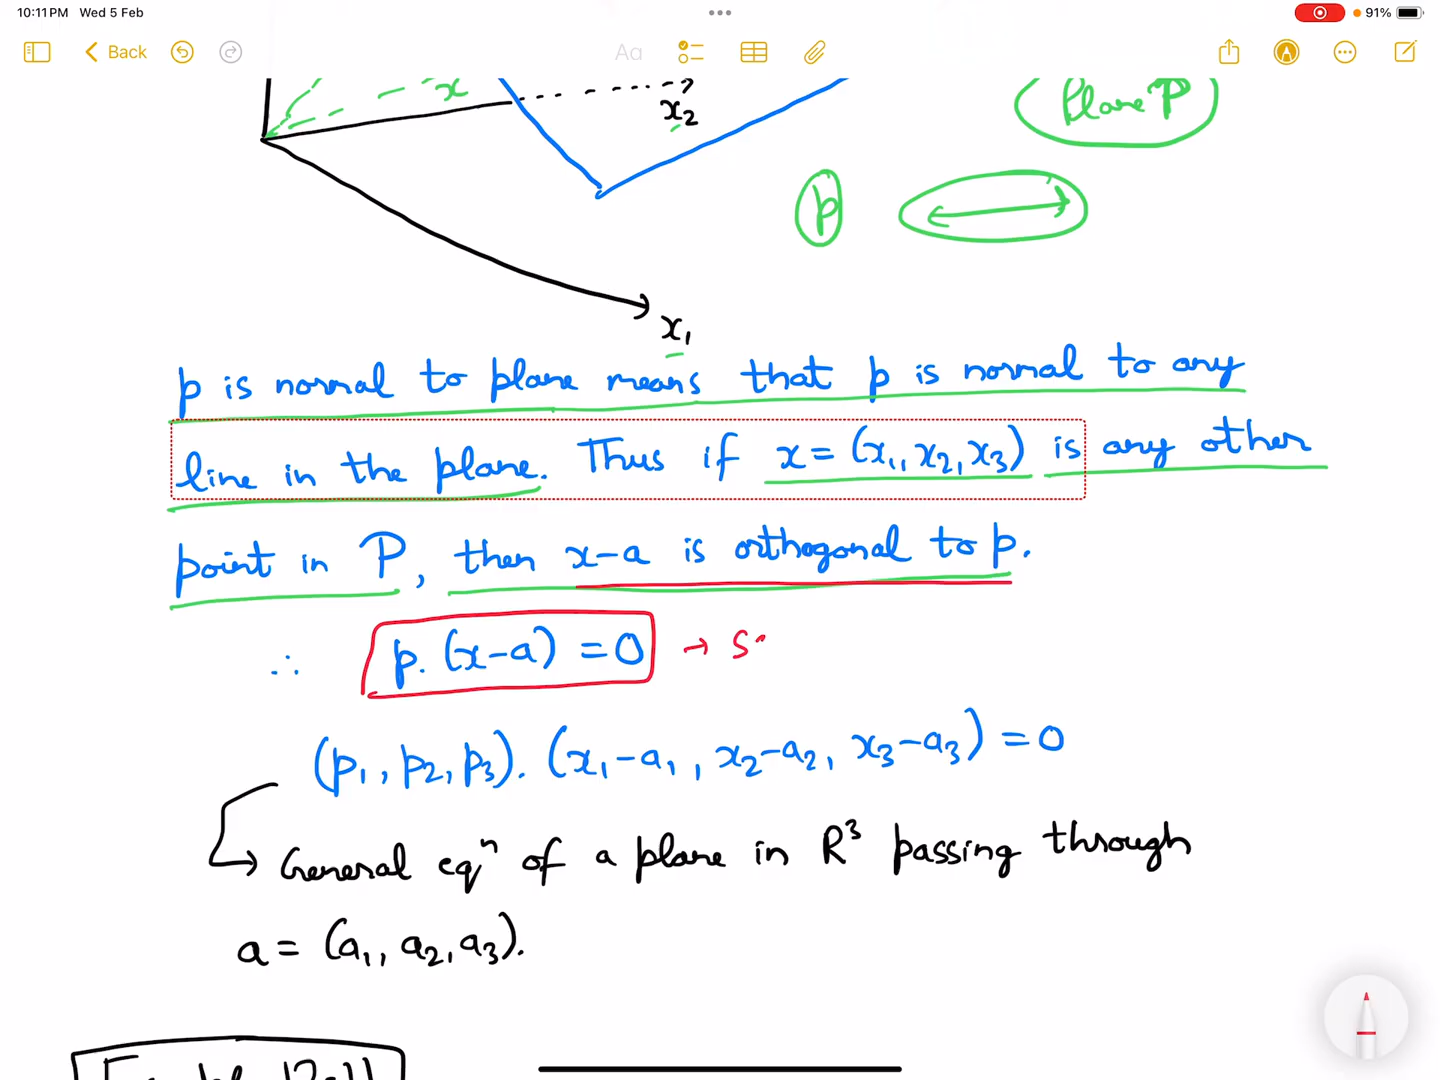 10:11 PM Wed 5 Feb
91%
Back
Aa
x
x₂
Plane P
p
x₁
p is normal to plane means that p is normal to any
line in the plane. Thus if x = (x₁, x₂, x₃) is any other
point in P, then x-a is orthogonal to p.
∴ p. (x-a) = 0 → S
(p₁, p₂, p₃). (x₁-a₁, x₂-a₂, x₃-a₃) = 0
→ General eqⁿ of a plane in R³ passing through
a = (a₁, a₂, a₃).